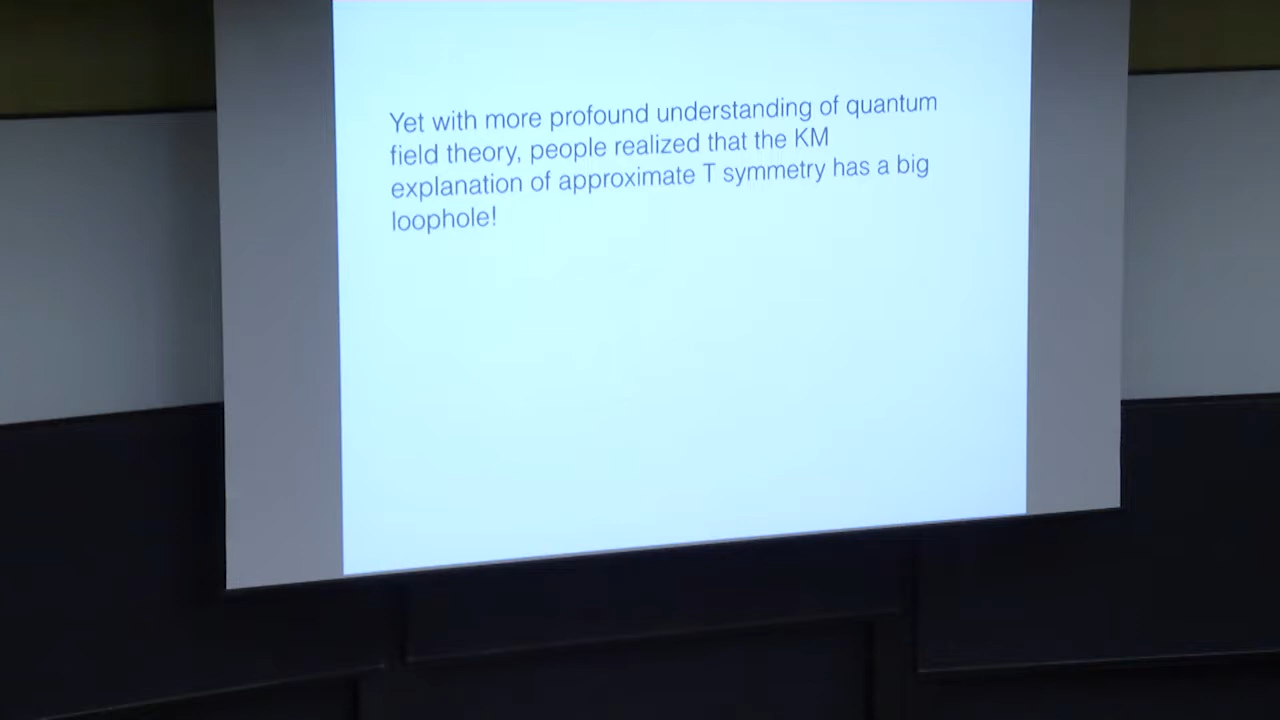 Yet with more profound understanding of quantum
field theory, people realized that the KM
explanation of approximate T symmetry has a big
loophole!